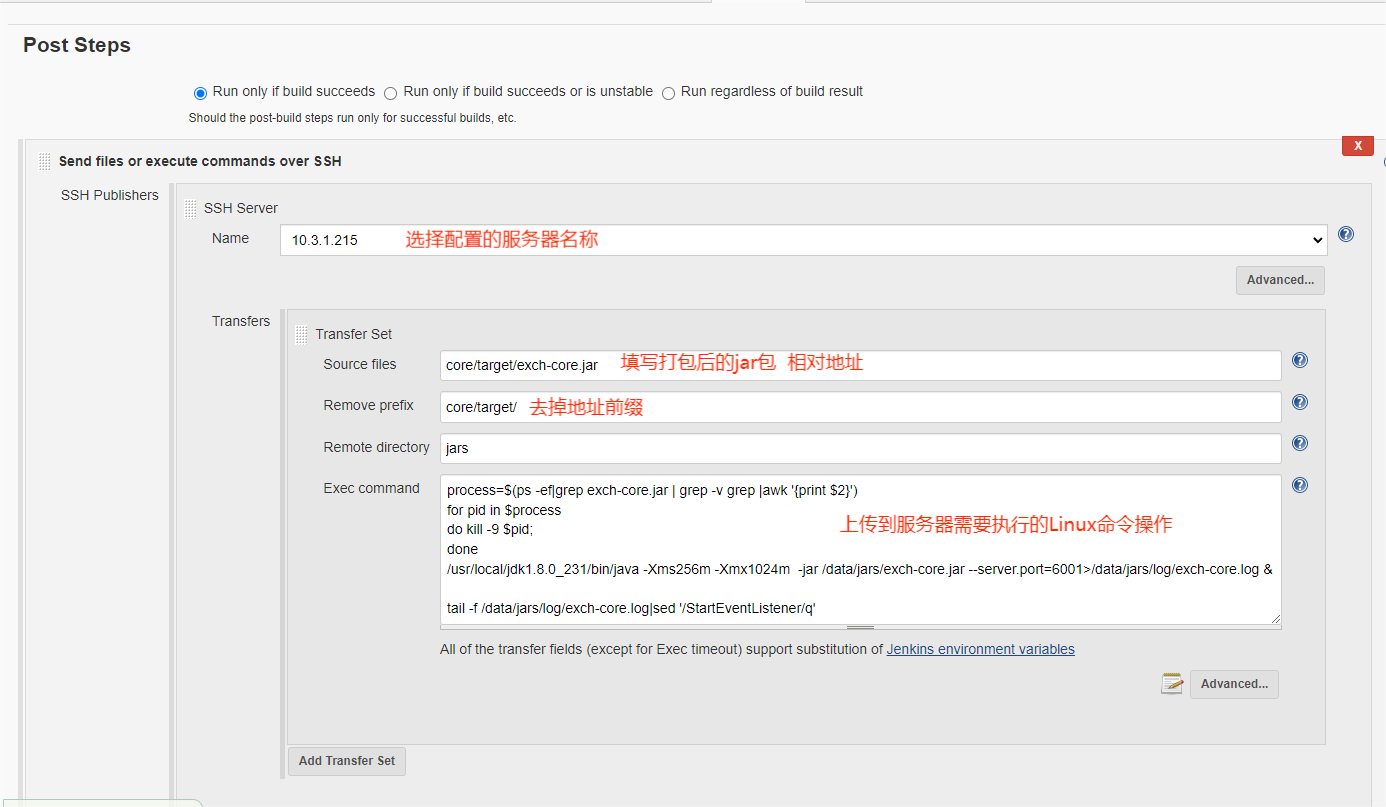 Post Steps
Run only if build succeeds Run only if build succeeds or is unstable Run regardless of build result
Should the post-build steps run only for successful builds, etc.
X
Send files or execute commands over SSH
SSH Publishers
SSH Server
Name 10.3.1.215 选择配置的服务器名称
Advanced...
Transfers
Transfer Set
Source files core/target/exch-core.jar 填写打包后的jar包 相对地址
Remove prefix core/target/ 去掉地址前缀
Remote directory jars
Exec command process=$(ps -ef|grep exch-core.jar | grep -v grep |awk '{print $2}')
for pid in $process
do kill -9 $pid;
上传到服务器需要执行的Linux命令操作
done
/usr/local/jdk1.8.0_231/bin/java -Xms256m -Xmx1024m -jar /data/jars/exch-core.jar --server.port=6001>/data/jars/log/exch-core.log &
tail -f /data/jars/log/exch-core.log|sed '/StartEventListener/q'
All of the transfer fields (except for Exec timeout) support substitution of Jenkins environment variables
Advanced...
Add Transfer Set